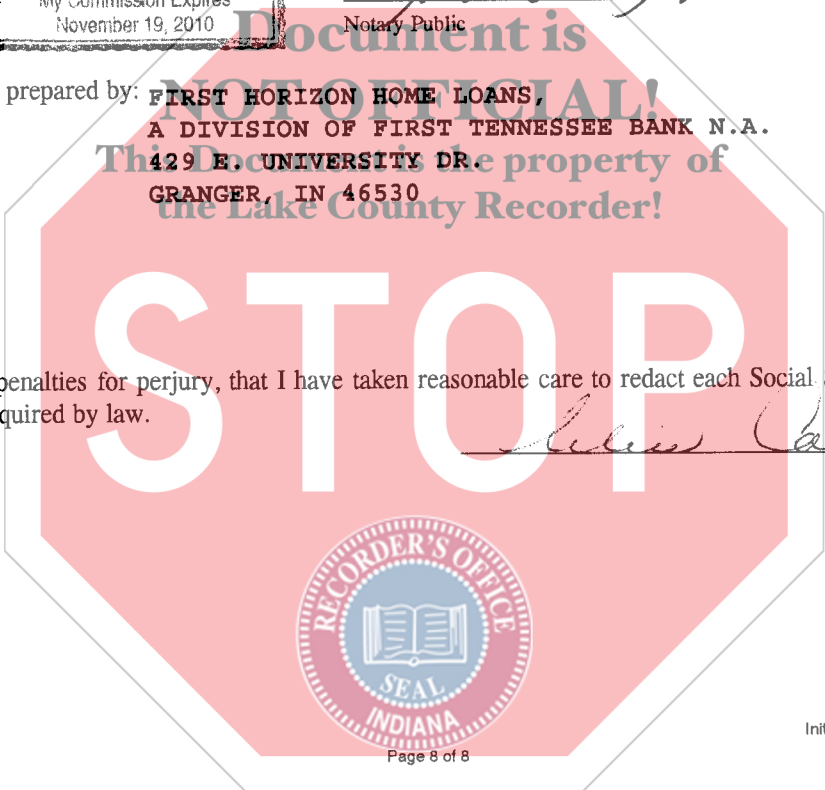 My Commission Expires
November 19, 2010
Notary Public
Document is
NOT OFFICIAL!
This Document is the property of
the Lake County Recorder!
prepared by: FIRST HORIZON HOME LOANS,
A DIVISION OF FIRST TENNESSEE BANK N.A.
429 E. UNIVERSITY DR.
GRANGER, IN 46530
STOP
penalties for perjury, that I have taken reasonable care to redact each Social
quired by law.
RECORDER'S OFFICE
SEAL
INDIANA
Init
Page 8 of 8